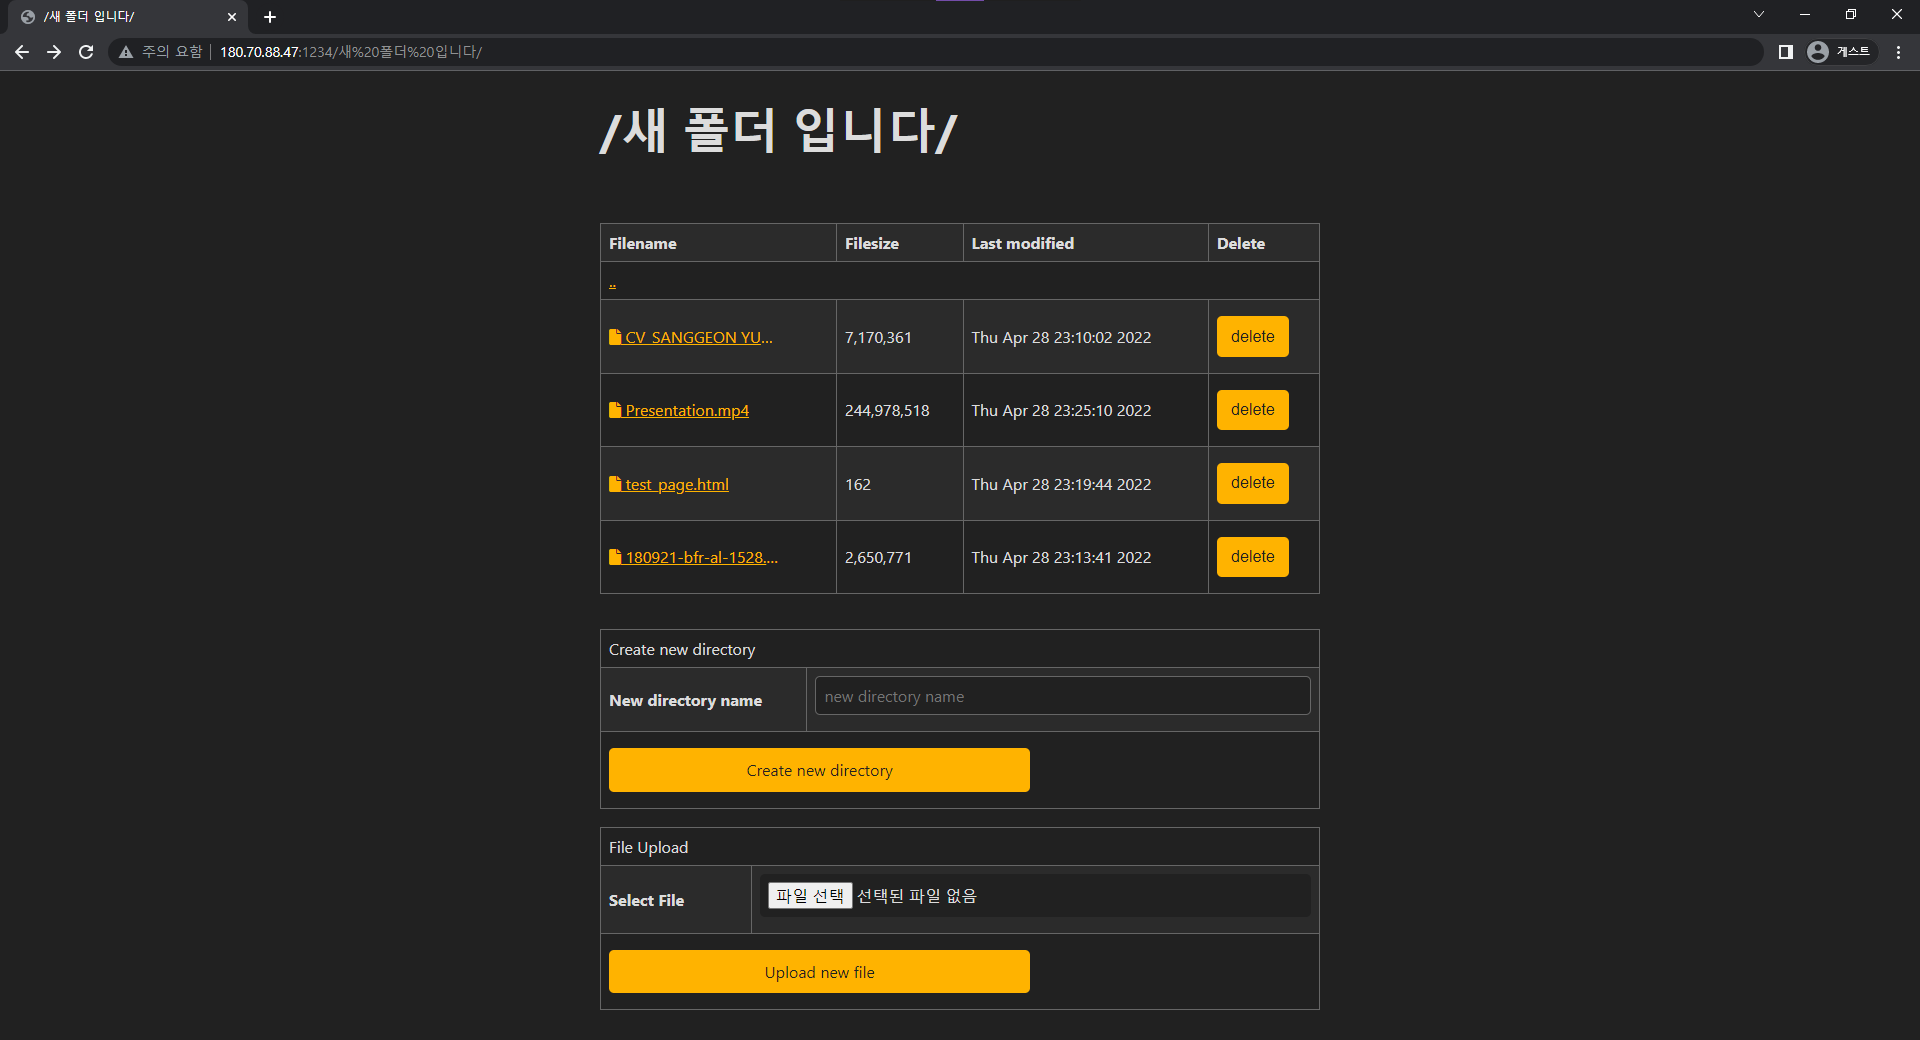 /새 폴더 입니다/
주의 요함 | 180.70.88.47:1234/새%20폴더%20입니다/
게스트
/새 폴더 입니다/
Filename Filesize Last modified Delete
..
CV_SANGGEON YU... 7,170,361 Thu Apr 28 23:10:02 2022 delete
Presentation.mp4 244,978,518 Thu Apr 28 23:25:10 2022 delete
test_page.html 162 Thu Apr 28 23:19:44 2022 delete
180921-bfr-al-1528.... 2,650,771 Thu Apr 28 23:13:41 2022 delete
Create new directory
New directory name new directory name
Create new directory
File Upload
Select File 파일 선택 선택된 파일 없음
Upload new file